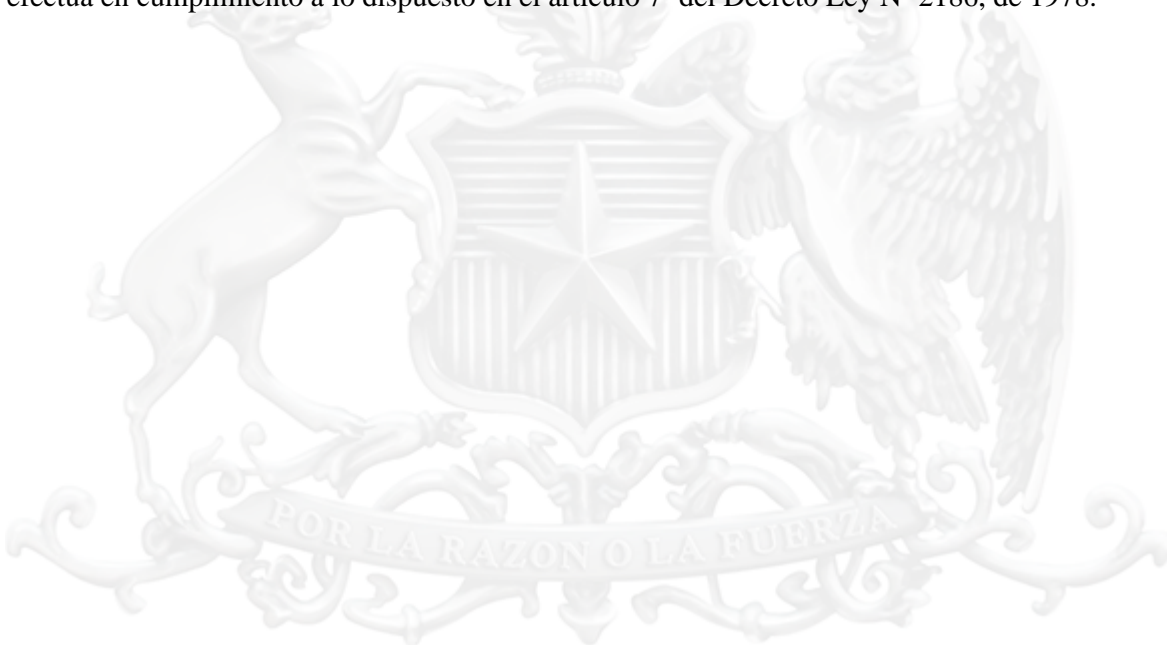 efectúa en cumplimiento a lo dispuesto en el artículo 7° del Decreto Ley N° 2186, de 1978.
POR LA RAZON O LA FUERZA